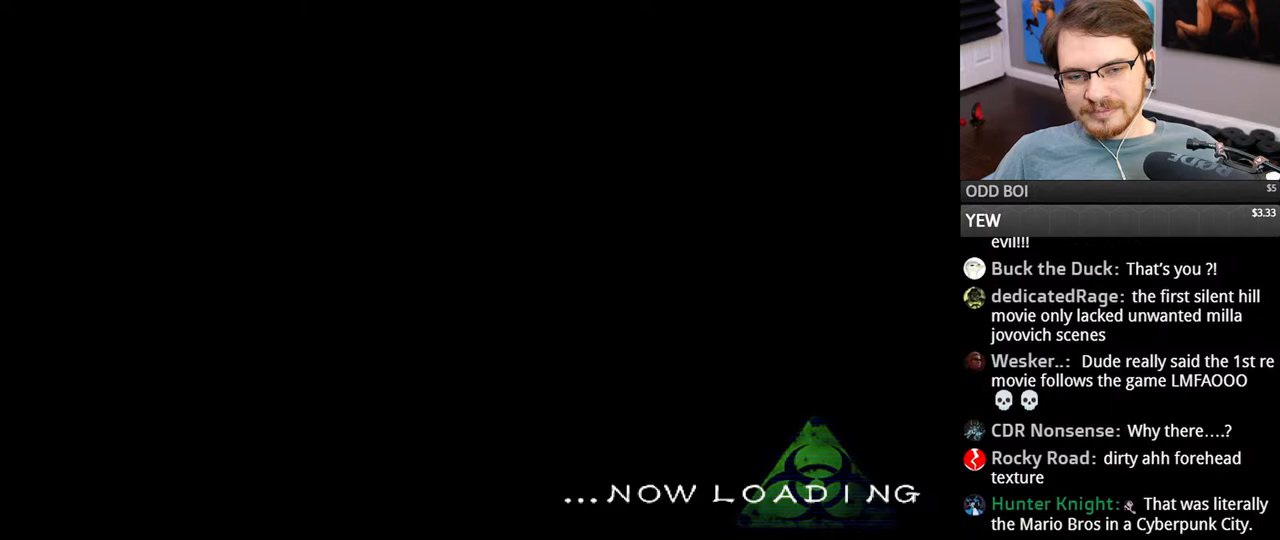 ...NOW LOADING
RODE
ODD BOI $5
YEW $3.33
evil!!!
Buck the Duck: That's you ?!
dedicatedRage: the first silent hill
movie only lacked unwanted milla
jovovich scenes
Wesker..: Dude really said the 1st re
movie follows the game LMFAOOO
💀💀
CDR Nonsense: Why there....?
Rocky Road: dirty ahh forehead
texture
Hunter Knight: That was literally
the Mario Bros in a Cyberpunk City.